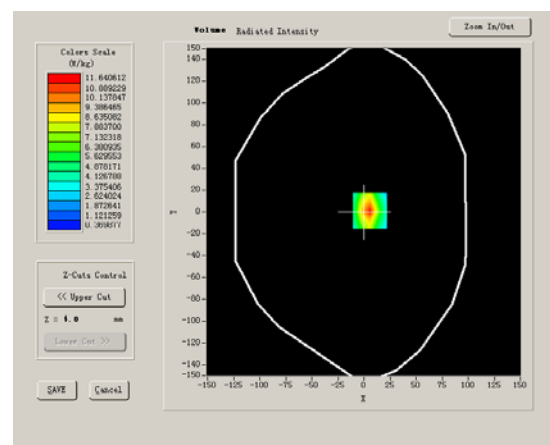 Volume Radiated Intensity
Zoom In/Out
Colors Scale
(W/kg)
11.640612
10.889229
10.137847
9.386465
8.635082
7.883700
7.132318
6.380935
5.629553
4.878171
4.126788
3.375406
2.624024
1.872641
1.121259
0.369877
150
140
120
100
80
60
40
20
0
-20
-40
-60
-80
-100
-120
-140
-150
Y
-150 -125 -100 -75 -50 -25 0 25 50 75 100 125 150
X
Z-Cuts Control
<< Upper Cut
Z = 4.0 mm
Lower Cut >>
SAVE Cancel